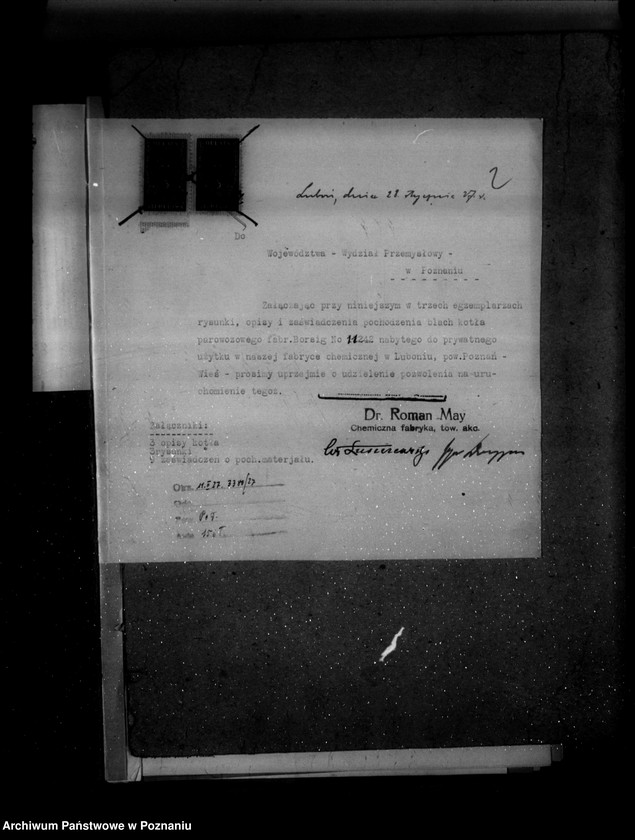 2
Luboń, dnia 22 stycznia 27 r.
Do
Województwa - Wydział Przemysłowy -
w Poznaniu
Załączając przy niniejszym w trzech egzemplarzach
rysunki, opisy i zaświadczenia pochodzenia blach kotła
parowozowego fabr.Borsig No 11242 nabytego do prywatnego
użytku w naszej fabryce chemicznej w Luboniu, pow.Poznań -
Wieś - prosimy uprzejmie o udzielenie pozwolenia na uru-
chomienie tegoż.
Dr. Roman May
Chemiczna fabryka, tow. akc.
Załączniki:
3 opisy kotła
3 rysunki "
zaświadczeń o poch.materjału.
Archiwum Państwowe w Poznaniu